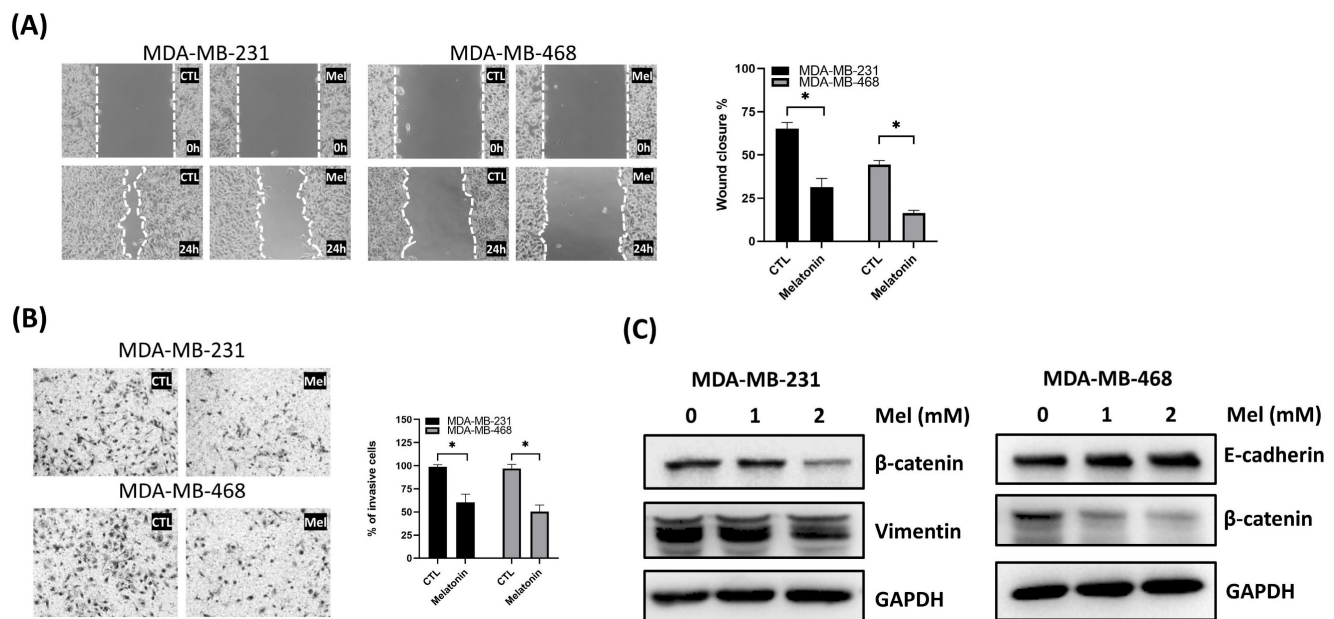 (A)
MDA-MB-231
MDA-MB-468
CTL
Mel
CTL
Mel
0h
0h
0h
0h
CTL
Mel
CTL
Mel
24h
24h
24h
24h
Wound closure %
100
75
50
25
0
MDA-MB-231
MDA-MB-468
*
*
CTL
Melatonin
CTL
Melatonin
(B)
MDA-MB-231
CTL
Mel
MDA-MB-468
CTL
Mel
% of invasive cells
150
125
100
75
50
25
0
MDA-MB-231
MDA-MB-468
*
*
CTL
Melatonin
CTL
Melatonin
(C)
MDA-MB-231
0 1 2 Mel (mM)
β-catenin
Vimentin
GAPDH
MDA-MB-468
0 1 2 Mel (mM)
E-cadherin
β-catenin
GAPDH